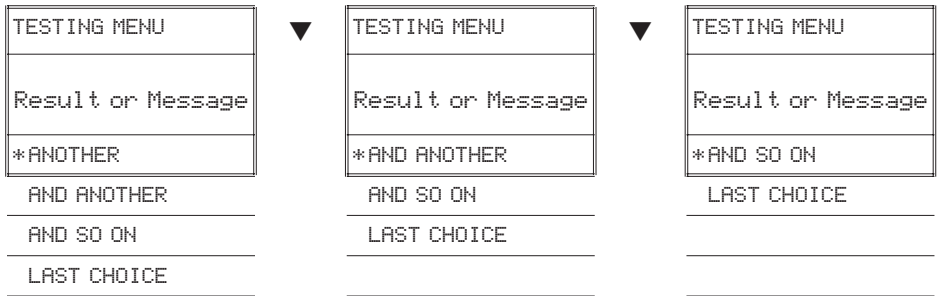 TESTING MENU
Result or Message
*ANOTHER
AND ANOTHER
AND SO ON
LAST CHOICE
▼
TESTING MENU
Result or Message
*AND ANOTHER
AND SO ON
LAST CHOICE
▼
TESTING MENU
Result or Message
*AND SO ON
LAST CHOICE